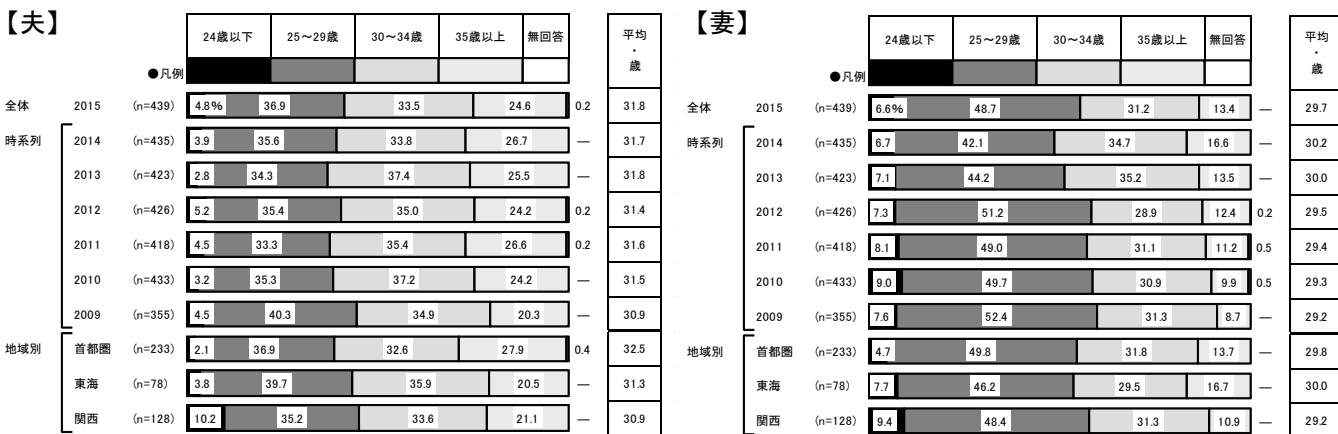 【夫】
24歳以下 25～29歳 30～34歳 35歳以上 無回答 平均・歳
●凡例
全体 2015 (n=439) 4.8% 36.9 33.5 24.6 0.2 31.8
時系列 2014 (n=435) 3.9 35.6 33.8 26.7 — 31.7
2013 (n=423) 2.8 34.3 37.4 25.5 — 31.8
2012 (n=426) 5.2 35.4 35.0 24.2 0.2 31.4
2011 (n=418) 4.5 33.3 35.4 26.6 0.2 31.6
2010 (n=433) 3.2 35.3 37.2 24.2 — 31.5
2009 (n=355) 4.5 40.3 34.9 20.3 — 30.9
地域別 首都圏 (n=233) 2.1 36.9 32.6 27.9 0.4 32.5
東海 (n=78) 3.8 39.7 35.9 20.5 — 31.3
関西 (n=128) 10.2 35.2 33.6 21.1 — 30.9
【妻】
24歳以下 25～29歳 30～34歳 35歳以上 無回答 平均・歳
●凡例
全体 2015 (n=439) 6.6% 48.7 31.2 13.4 — 29.7
時系列 2014 (n=435) 6.7 42.1 34.7 16.6 — 30.2
2013 (n=423) 7.1 44.2 35.2 13.5 — 30.0
2012 (n=426) 7.3 51.2 28.9 12.4 0.2 29.5
2011 (n=418) 8.1 49.0 31.1 11.2 0.5 29.4
2010 (n=433) 9.0 49.7 30.9 9.9 0.5 29.3
2009 (n=355) 7.6 52.4 31.3 8.7 — 29.2
地域別 首都圏 (n=233) 4.7 49.8 31.8 13.7 — 29.8
東海 (n=78) 7.7 46.2 29.5 16.7 — 30.0
関西 (n=128) 9.4 48.4 31.3 10.9 — 29.2